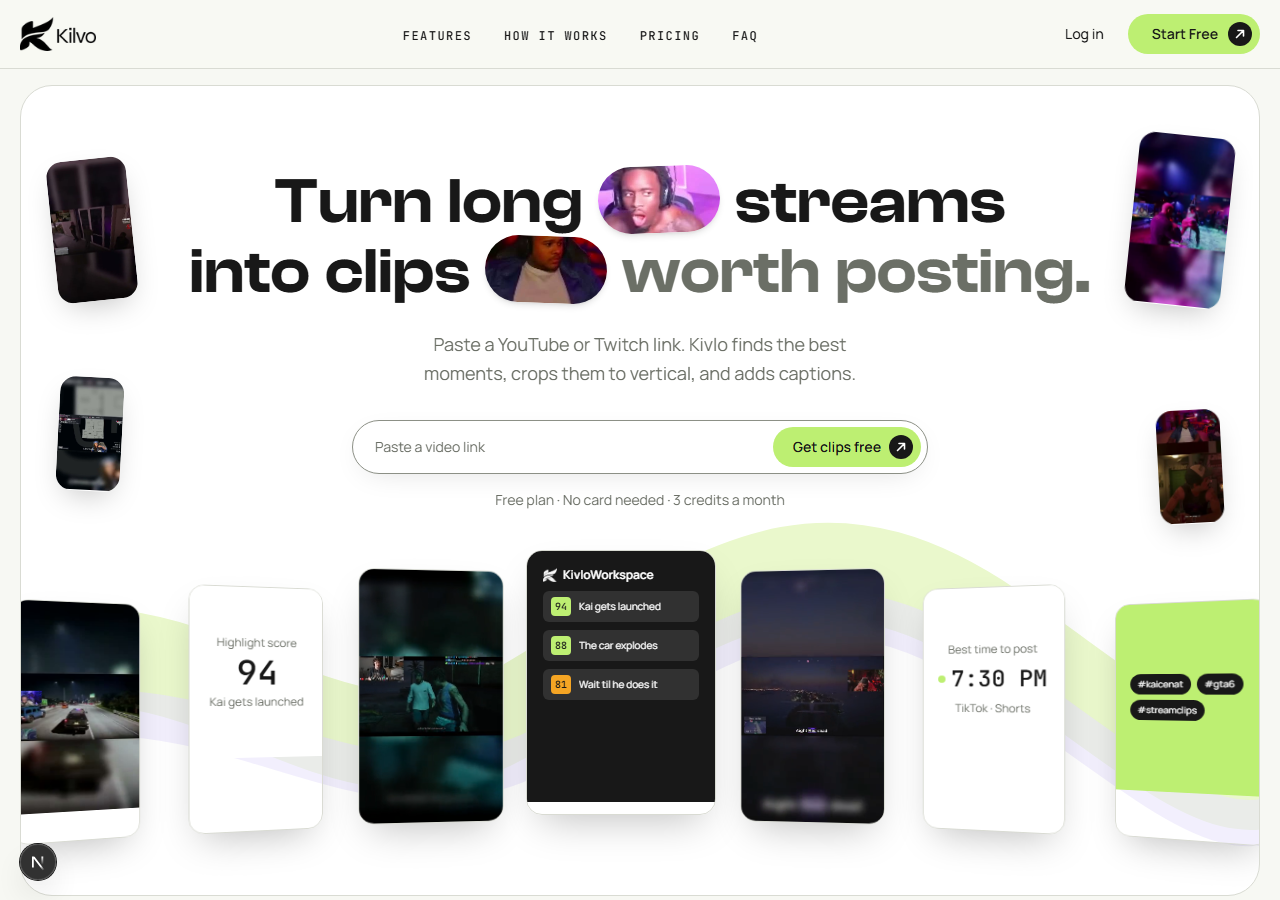 Kilvo
FEATURES
HOW IT WORKS
PRICING
FAQ
Log in
Start Free
Turn long streams
into clips worth posting.
Paste a YouTube or Twitch link. Kivlo finds the best
moments, crops them to vertical, and adds captions.
Paste a video link
Get clips free
Free plan · No card needed · 3 credits a month
Highlight score
94
Kai gets launched
KivloWorkspace
94 Kai gets launched
88 The car explodes
81 Wait til he does it
Best time to post
7:30 PM
TikTok · Shorts
#kaicenat #gta6
#streamclips
N